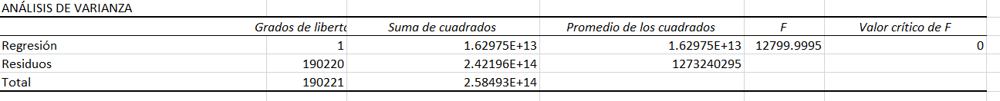 ANÁLISIS DE VARIANZA
Grados de liberta Suma de cuadrados Promedio de los cuadrados F Valor crítico de F
Regresión 1 1.62975E+13 1.62975E+13 12799.9995 0
Residuos 190220 2.42196E+14 1273240295
Total 190221 2.58493E+14